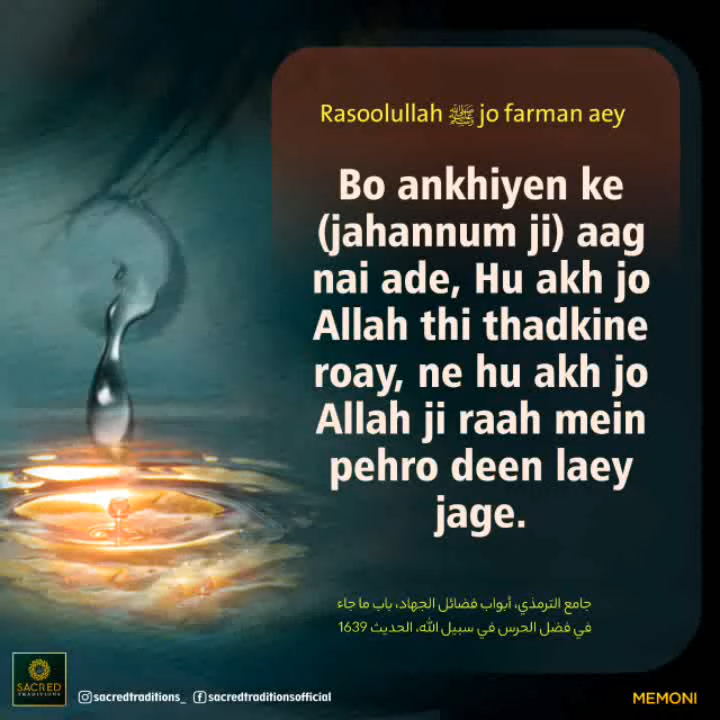 Rasoolullah ﷺ jo farman aey
Bo ankhiyen ke
(jahannum ji) aag
nai ade, Hu akh jo
Allah thi thadkine
roay, ne hu akh jo
Allah ji raah mein
pehro deen laey
jage.
جامع الترمذي، أبواب فضائل الجهاد، باب ما جاء
في فضل الحرس في سبيل الله، الحديث 1639
SACRED
TRADITIONS
sacredtraditions_ sacredtraditionsofficial
MEMONI